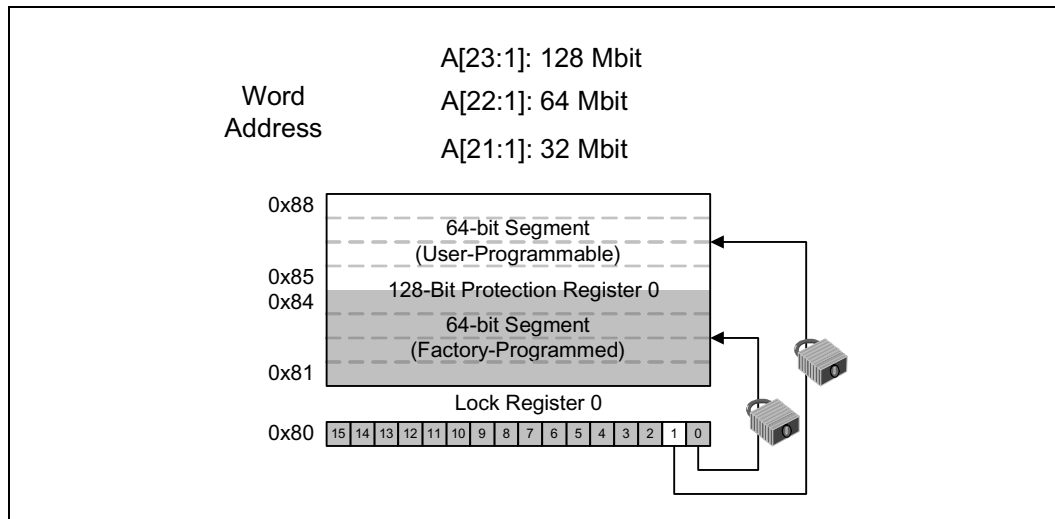 A[23:1]: 128 Mbit
Word
Address
A[22:1]: 64 Mbit
A[21:1]: 32 Mbit
0x88
64-bit Segment
(User-Programmable)
0x85
128-Bit Protection Register 0
0x84
64-bit Segment
(Factory-Programmed)
0x81
Lock Register 0
0x80 15 14 13 12 11 10 9 8 7 6 5 4 3 2 1 0